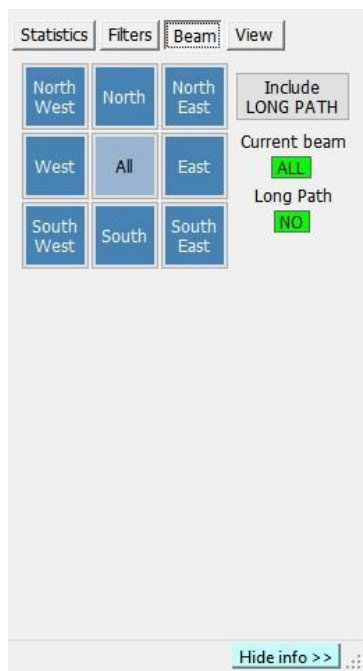 Statistics Filters Beam View
North West North North East Include LONG PATH
West All East Current beam
ALL
Long Path
South West South South East NO
Hide info >>